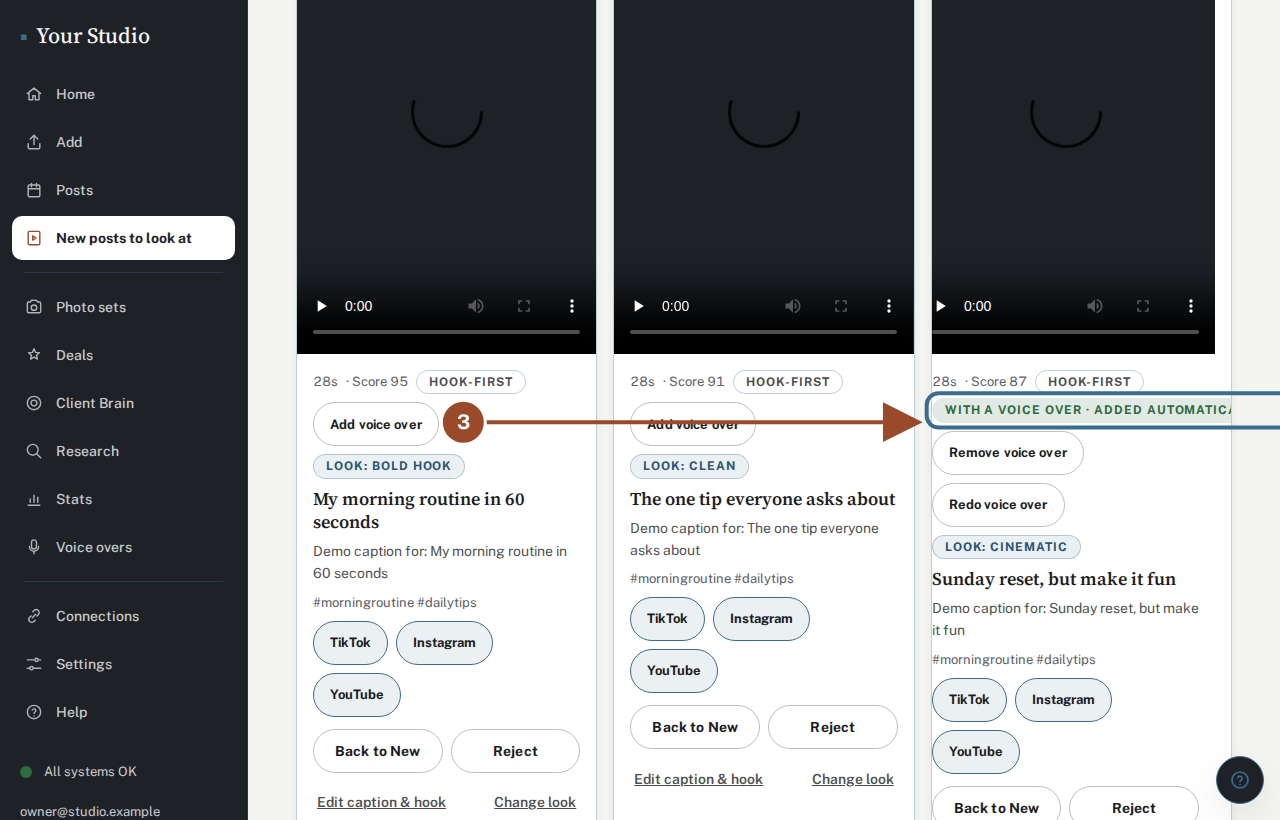 Your Studio
Home
Add
Posts
New posts to look at
Photo sets
Deals
Client Brain
Research
Stats
Voice overs
Connections
Settings
Help
All systems OK
owner@studio.example
0:00
28s · Score 95 HOOK-FIRST
Add voice over
3
LOOK: BOLD HOOK
My morning routine in 60
seconds
Demo caption for: My morning routine in
60 seconds
#morningroutine #dailytips
TikTok Instagram
YouTube
Back to New Reject
Edit caption & hook Change look
0:00
28s · Score 91 HOOK-FIRST
Add voice over
LOOK: CLEAN
The one tip everyone asks about
Demo caption for: The one tip everyone
asks about
#morningroutine #dailytips
TikTok Instagram
YouTube
Back to New Reject
Edit caption & hook Change look
0:00
28s · Score 87 HOOK-FIRST
WITH A VOICE OVER · ADDED
Remove voice over
Redo voice over
LOOK: CINEMATIC
Sunday reset, but make it fun
Demo caption for: Sunday reset, but make
it fun
#morningroutine #dailytips
TikTok Instagram
YouTube
Back to New Reject